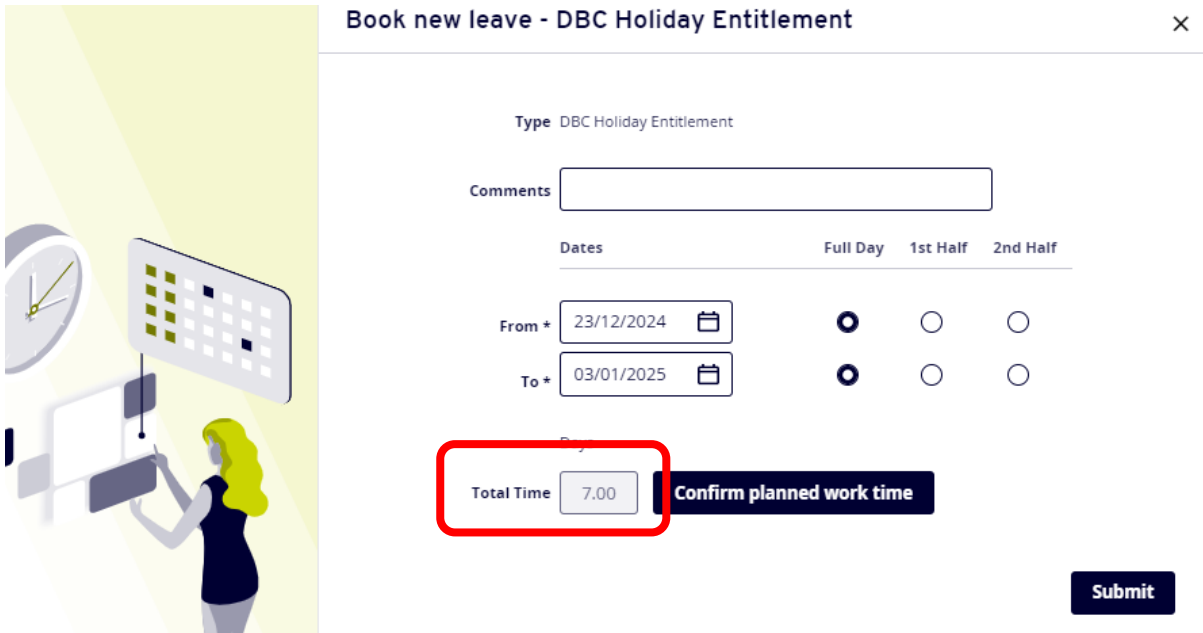 Book new leave - DBC Holiday Entitlement
Type DBC Holiday Entitlement
Comments
Dates Full Day 1st Half 2nd Half
From * 23/12/2024
To * 03/01/2025
Days
Total Time 7.00 Confirm planned work time
Submit